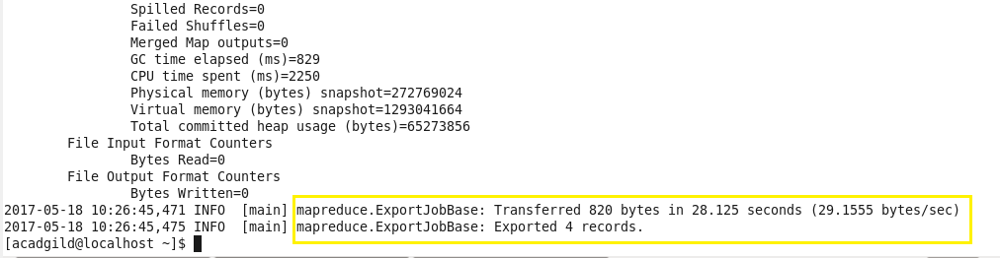 Spilled Records=0
Failed Shuffles=0
Merged Map outputs=0
GC time elapsed (ms)=829
CPU time spent (ms)=2250
Physical memory (bytes) snapshot=272769024
Virtual memory (bytes) snapshot=1293041664
Total committed heap usage (bytes)=65273856
File Input Format Counters
Bytes Read=0
File Output Format Counters
Bytes Written=0
2017-05-18 10:26:45,471 INFO  [main] mapreduce.ExportJobBase: Transferred 820 bytes in 28.125 seconds (29.1555 bytes/sec)
2017-05-18 10:26:45,475 INFO  [main] mapreduce.ExportJobBase: Exported 4 records.
[acadgild@localhost ~]$